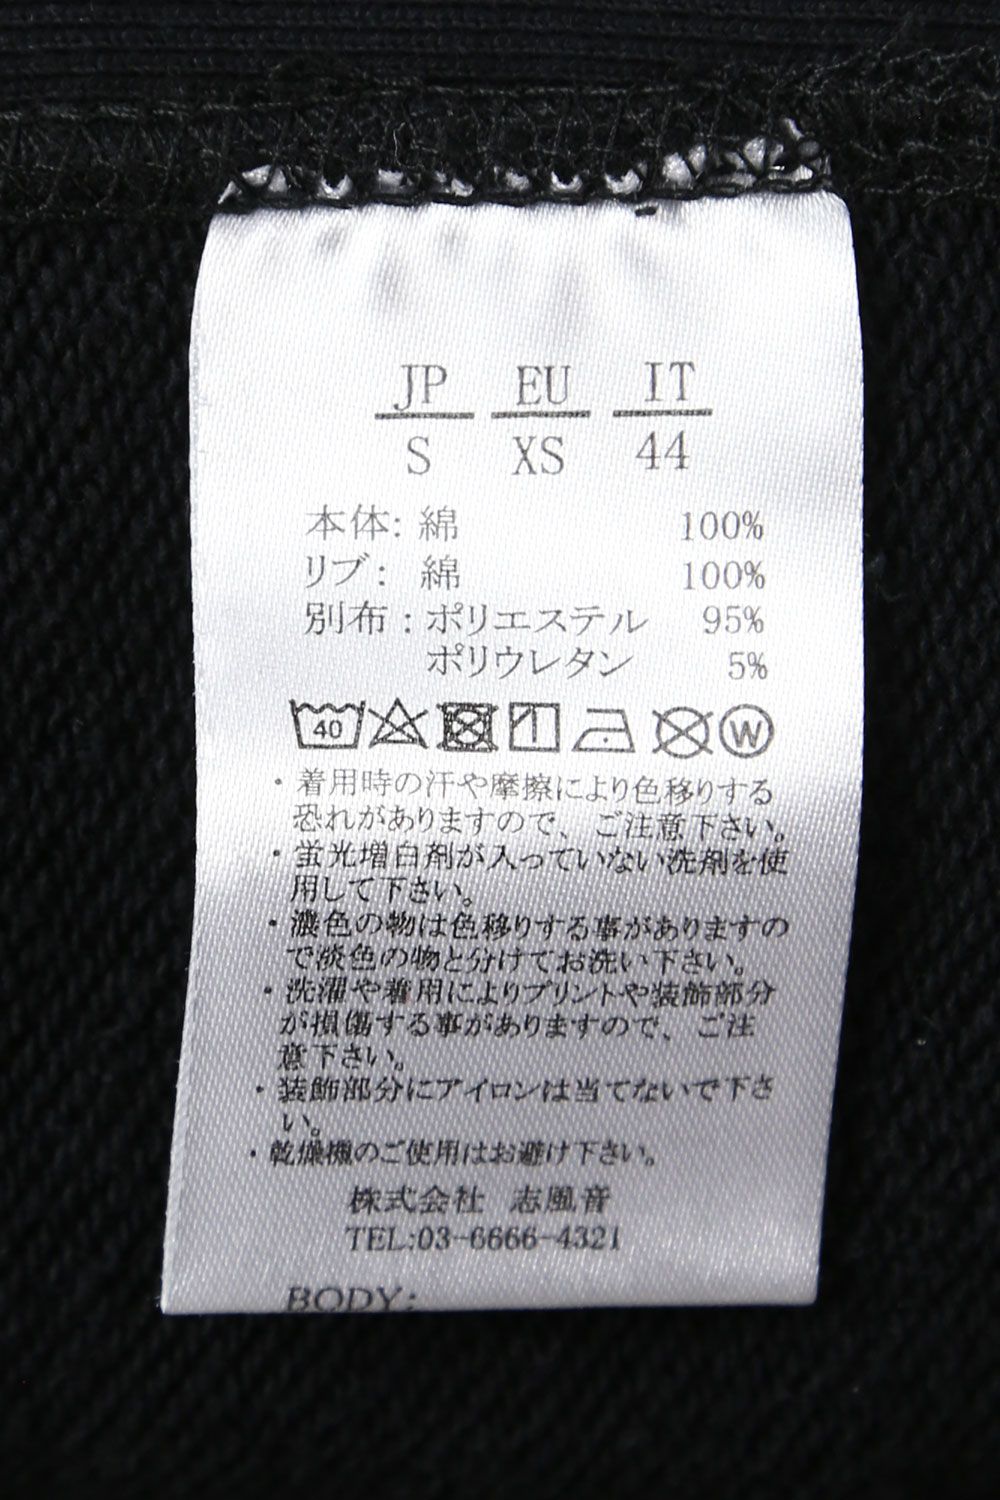 JP EU IT
S XS 44
本体: 綿 100%
リブ: 綿 100%
別布: ポリエステル 95%
ポリウレタン 5%
40 W
・着用時の汗や摩擦により色移りする
恐れがありますので、ご注意下さい。
・蛍光増白剤が入っていない洗剤を使
用して下さい。
・濃色の物は色移りする事がありますの
で淡色の物と分けてお洗い下さい。
・洗濯や着用によりプリントや装飾部分
が損傷する事がありますので、ご注
意下さい。
・装飾部分にアイロンは当てないで下さ
い。
・乾燥機のご使用はお避け下さい。
株式会社 志風音
TEL:03-6666-4321
BODY: